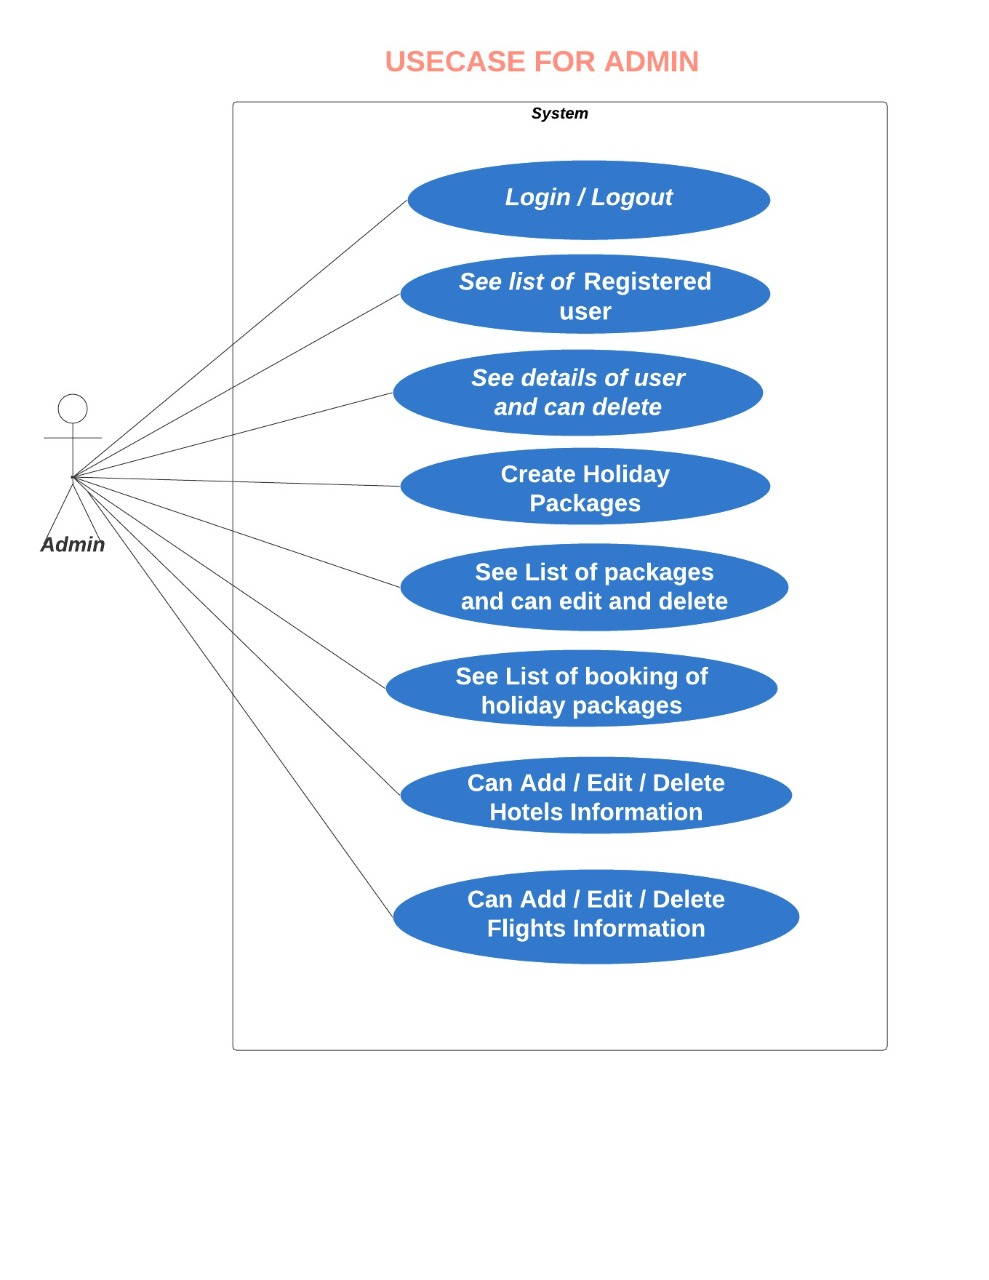 USECASE FOR ADMIN
System
Login / Logout
See list of Registered
user
See details of user
and can delete
Create Holiday
Packages
See List of packages
and can edit and delete
See List of booking of
holiday packages
Can Add / Edit / Delete
Hotels Information
Can Add / Edit / Delete
Flights Information
Admin